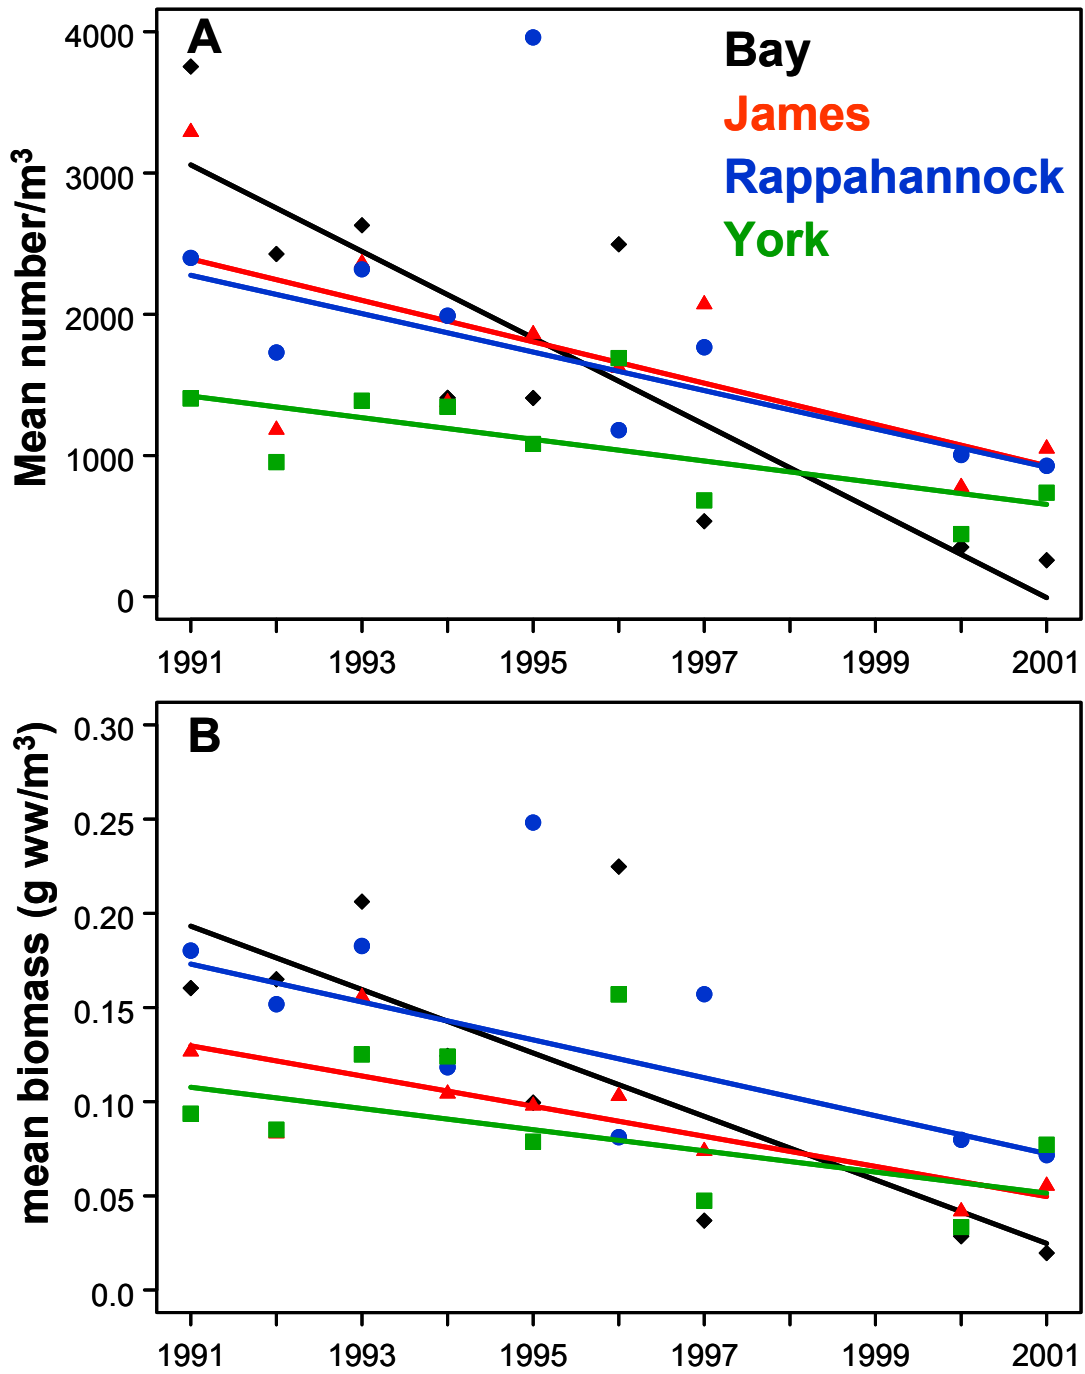 A
Bay
James
Rappahannock
York
Mean number/m³
4000
3000
2000
1000
0
1991 1993 1995 1997 1999 2001
B
mean biomass (g ww/m³)
0.30
0.25
0.20
0.15
0.10
0.05
0.0
1991 1993 1995 1997 1999 2001